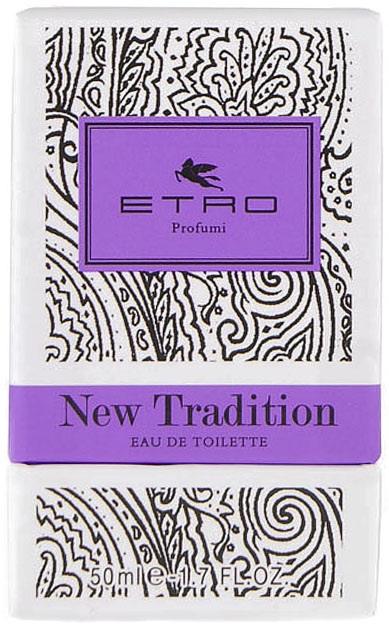 ETRO
Profumi
New Tradition
EAU DE TOILETTE
50ml e-1.7 FL.OZ.